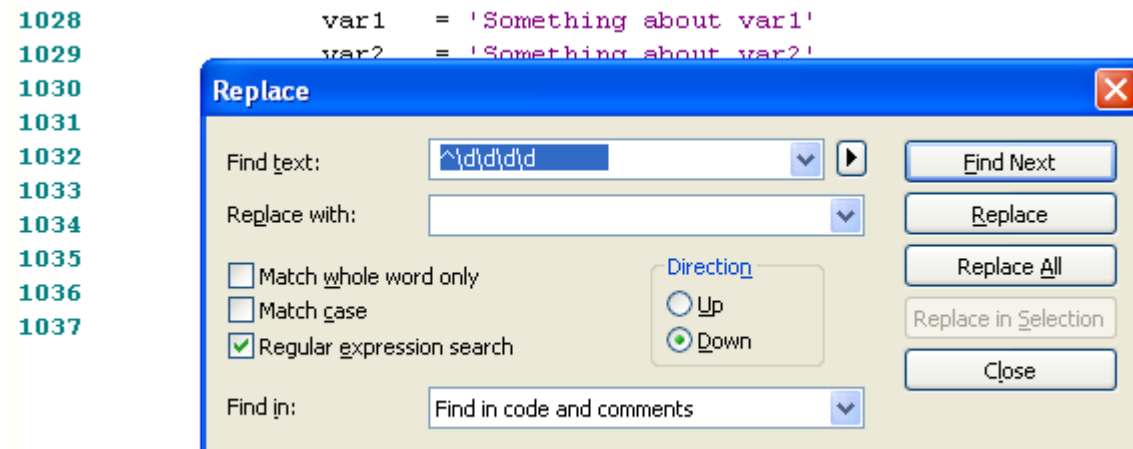 1028 var1 = 'Something about var1'
1029 var2 = 'Something about var2'
1030
Replace
1031
1032
Find text: ^\d\d\d\d
Find Next
1033
1034
Replace with:
Replace
1035
Match whole word only
Direction
Replace All
1036
Match case
Up
Replace in Selection
1037
Regular expression search
Down
Close
Find in: Find in code and comments